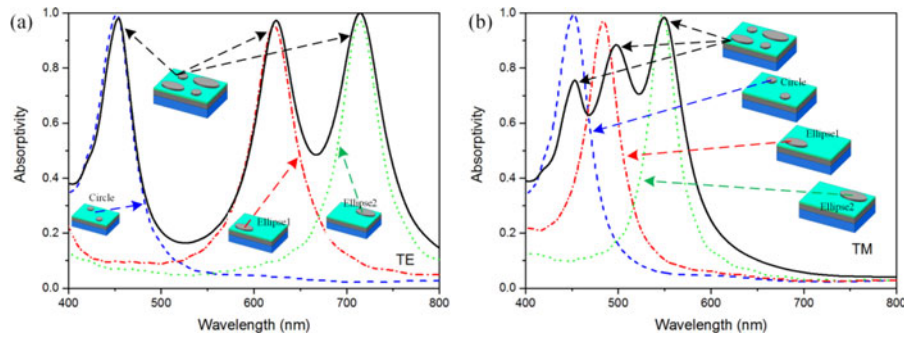 (a)
1.0
0.8
0.6
0.4
0.2
0.0
Absorptivity
Circle
Ellipse1
Ellipse2
TE
400 500 600 700 800
Wavelength (nm)
(b)
1.0
0.8
0.6
0.4
0.2
0.0
Absorptivity
Circle
Ellipse1
Ellipse2
TM
400 500 600 700 800
Wavelength (nm)